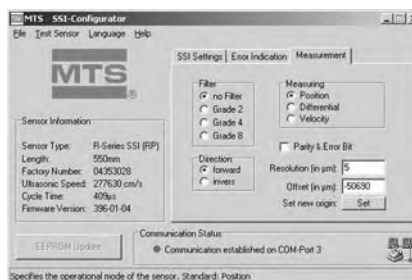 MTS SSI-Configurator
File Test Sensor Language Help
MTS
®
Sensor Information
Sensor Type: R-Series SSI (RP)
Length: 550mm
Factory Number: 04353028
Ultrasonic Speed: 277630 cm/s
Cycle Time: 409µs
Firmware Version: 396-01-04
SSI Settings Error Indication Measurement
Filter
no Filter
Grade 2
Grade 4
Grade 8
Direction
forward
invers
Measuring
Position
Differential
Velocity
Parity & Error Bit
Resolution (in µm): 5
Offset (in µm): -50690
Set new origin: Set
EEPROM Update
Communication Status
Communication established on COM-Port 3
Specifies the operational mode of the sensor. Standard: Position